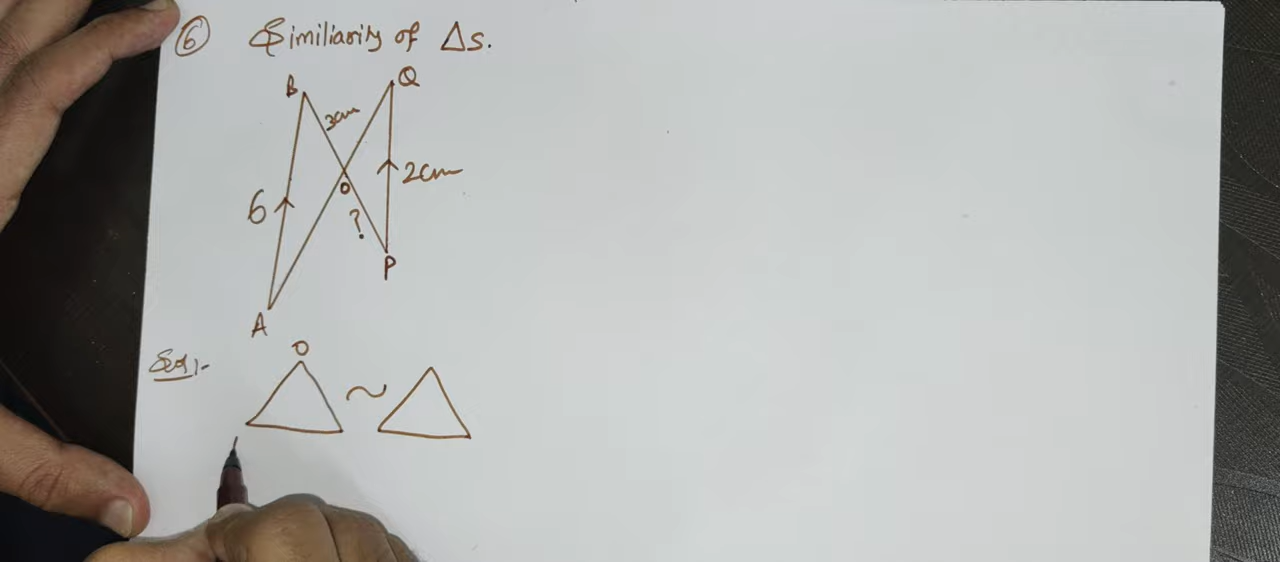 6 Similiarity of Δs.
B Q
3cm
6 O 2cm
?
P
A
Sol:-
O
~